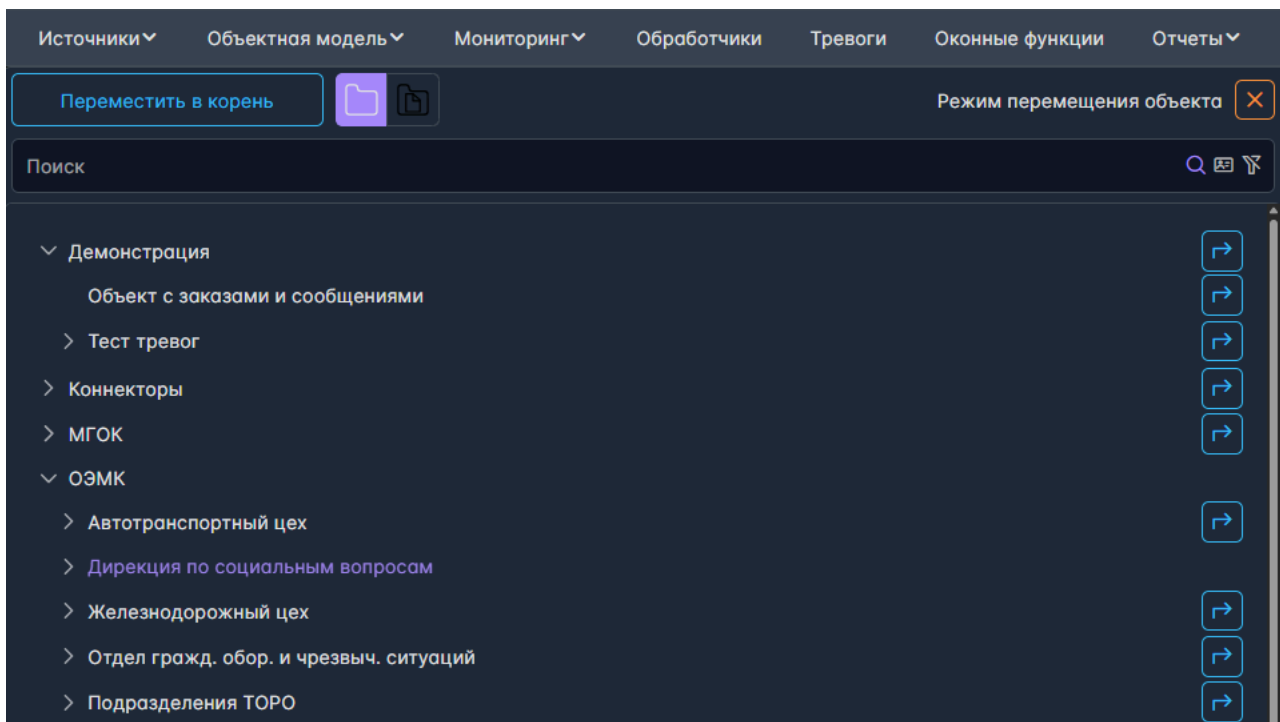 Источники Объектная модель Мониторинг Обработчики Тревоги Оконные функции Отчеты
Переместить в корень Режим перемещения объекта
Поиск
Демонстрация
Объект с заказами и сообщениями
Тест тревог
Коннекторы
МГОК
ОЭМК
Автотранспортный цех
Дирекция по социальным вопросам
Железнодорожный цех
Отдел гражд. обор. и чрезвыч. ситуаций
Подразделения ТОРО